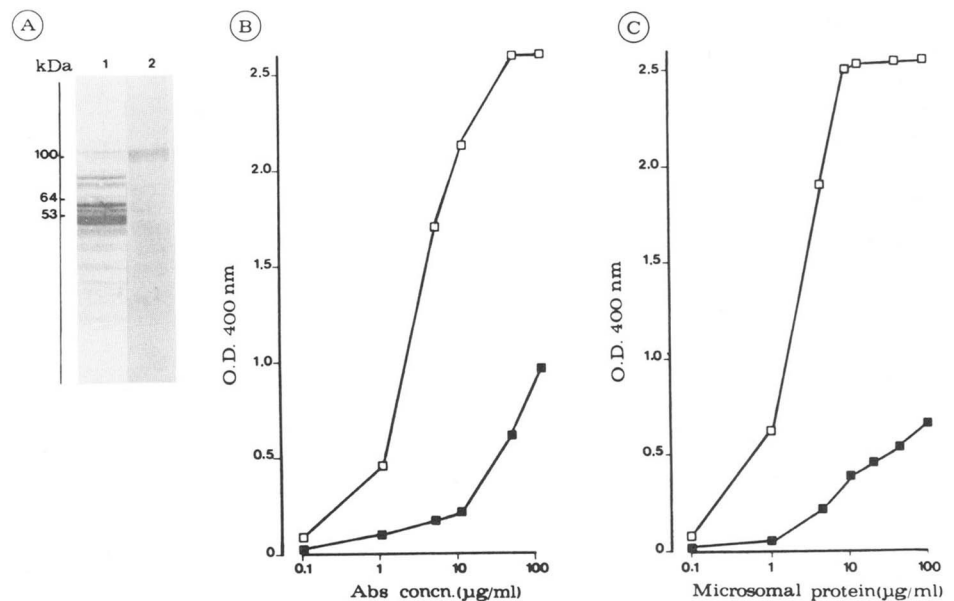 A
kDa
1 2
100
64
53
B
O.D. 400 nm
2.5
2.0
1.5
1.0
0.5
0
0.1 1 10 100
Abs concn.(µg/ml)
C
O.D. 400 nm
2.5
2.0
1.5
1.0
0.5
0
0.1 1 10 100
Microsomal protein(µg/ml)